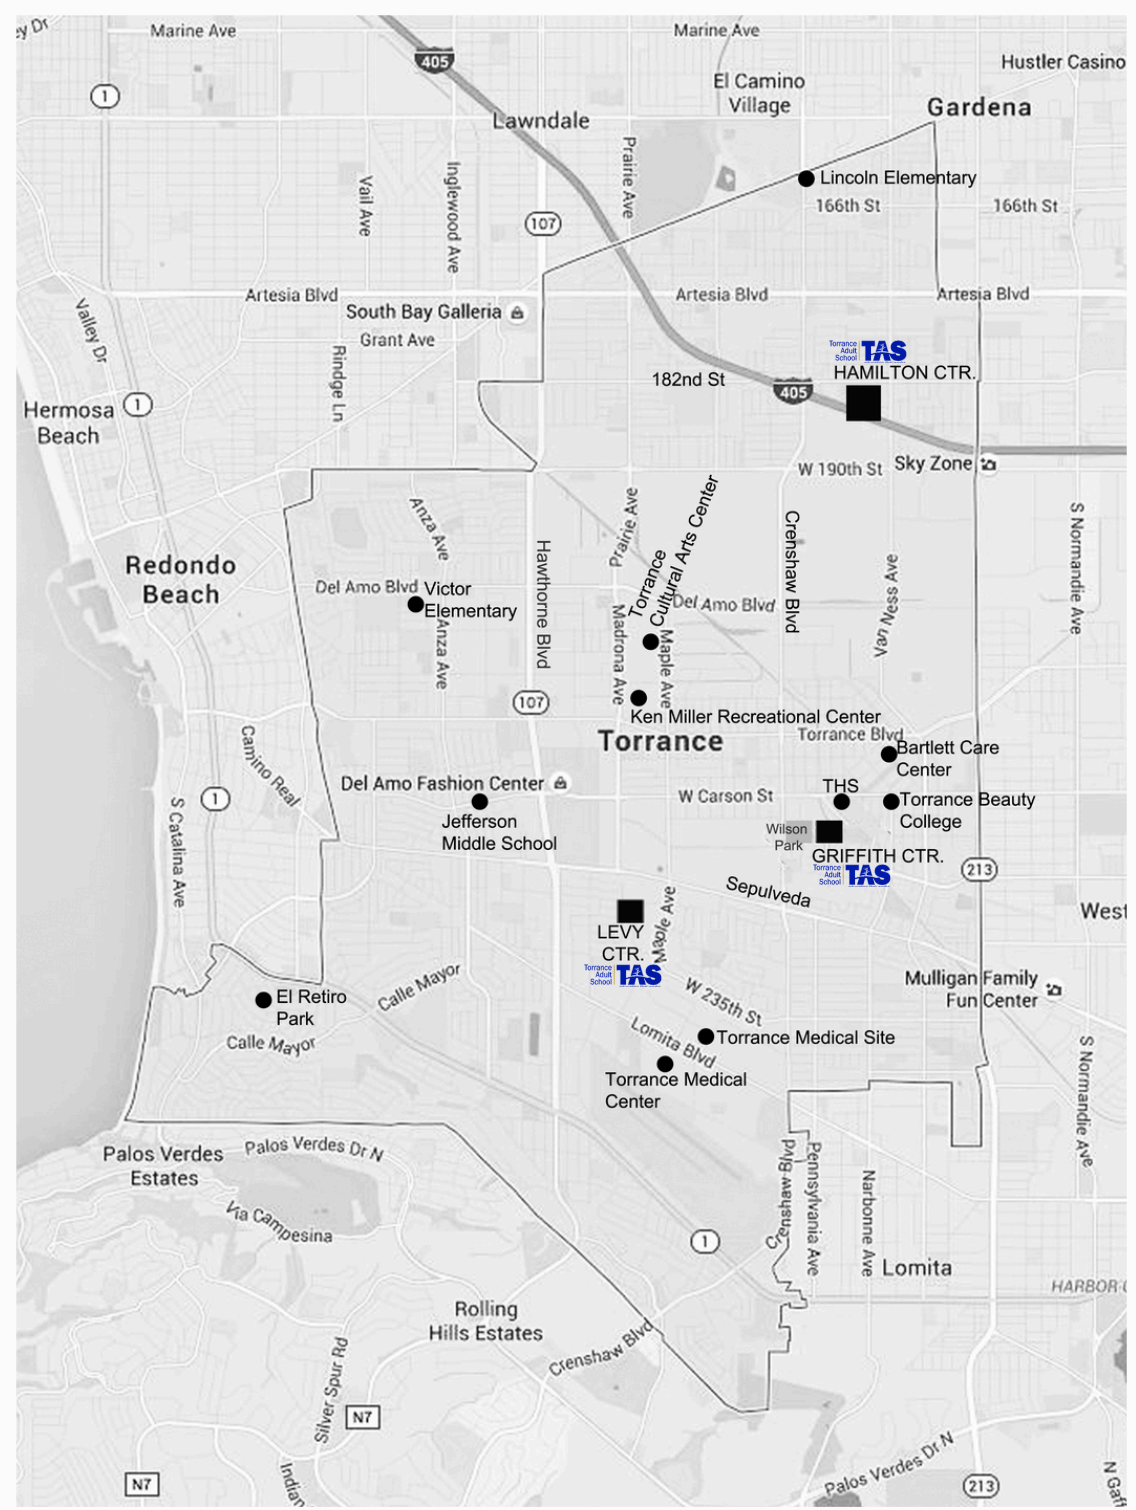 ey Dr
Marine Ave
Marine Ave
405
Hustler Casino
1
El Camino
Village
Gardena
Lawndale
Prairie Ave
Inglewood Ave
Vail Ave
Lincoln Elementary
166th St
166th St
107
Artesia Blvd
Artesia Blvd
Artesia Blvd
Valley Dr
South Bay Galleria
Grant Ave
Rindge Ln
Torrance
Adult
School
TAS
HAMILTON CTR.
182nd St
405
Hermosa
Beach
1
W 190th St
Sky Zone
Anza Ave
Prairie Ave
Torrance
Cultural Arts Center
Crenshaw Blvd
S Normandie Ave
Redondo
Beach
Hawthorne Blvd
Van Ness Ave
Del Amo Blvd
Victor
Elementary
Del Amo Blvd
Anza Ave
Madrona Ave
Maple Ave
107
Ken Miller Recreational Center
Torrance
Torrance Blvd
Bartlett Care
Center
Camino Real
Del Amo Fashion Center
W Carson St
THS
Torrance Beauty
College
1
S Catalina Ave
Jefferson
Middle School
Wilson
Park
GRIFFITH CTR.
Torrance
Adult
School
TAS
213
Sepulveda
West
LEVY
CTR.
Maple Ave
Torrance
Adult
School
TAS
Calle Mayor
Mulligan Family
Fun Center
El Retiro
Park
W 235th St
Calle Mayor
Lomita Blvd
Torrance Medical Site
S Normandie Ave
Torrance Medical
Center
Palos Verdes
Estates
Palos Verdes Dr N
Crenshaw Blvd
Pennsylvania Ave
Narbonne Ave
Via Campesina
1
Lomita
HARBOR C
Rolling
Hills Estates
Crenshaw Blvd
Silver Spur Rd
N7
N7
Indian
Palos Verdes Dr N
213
N Gaff